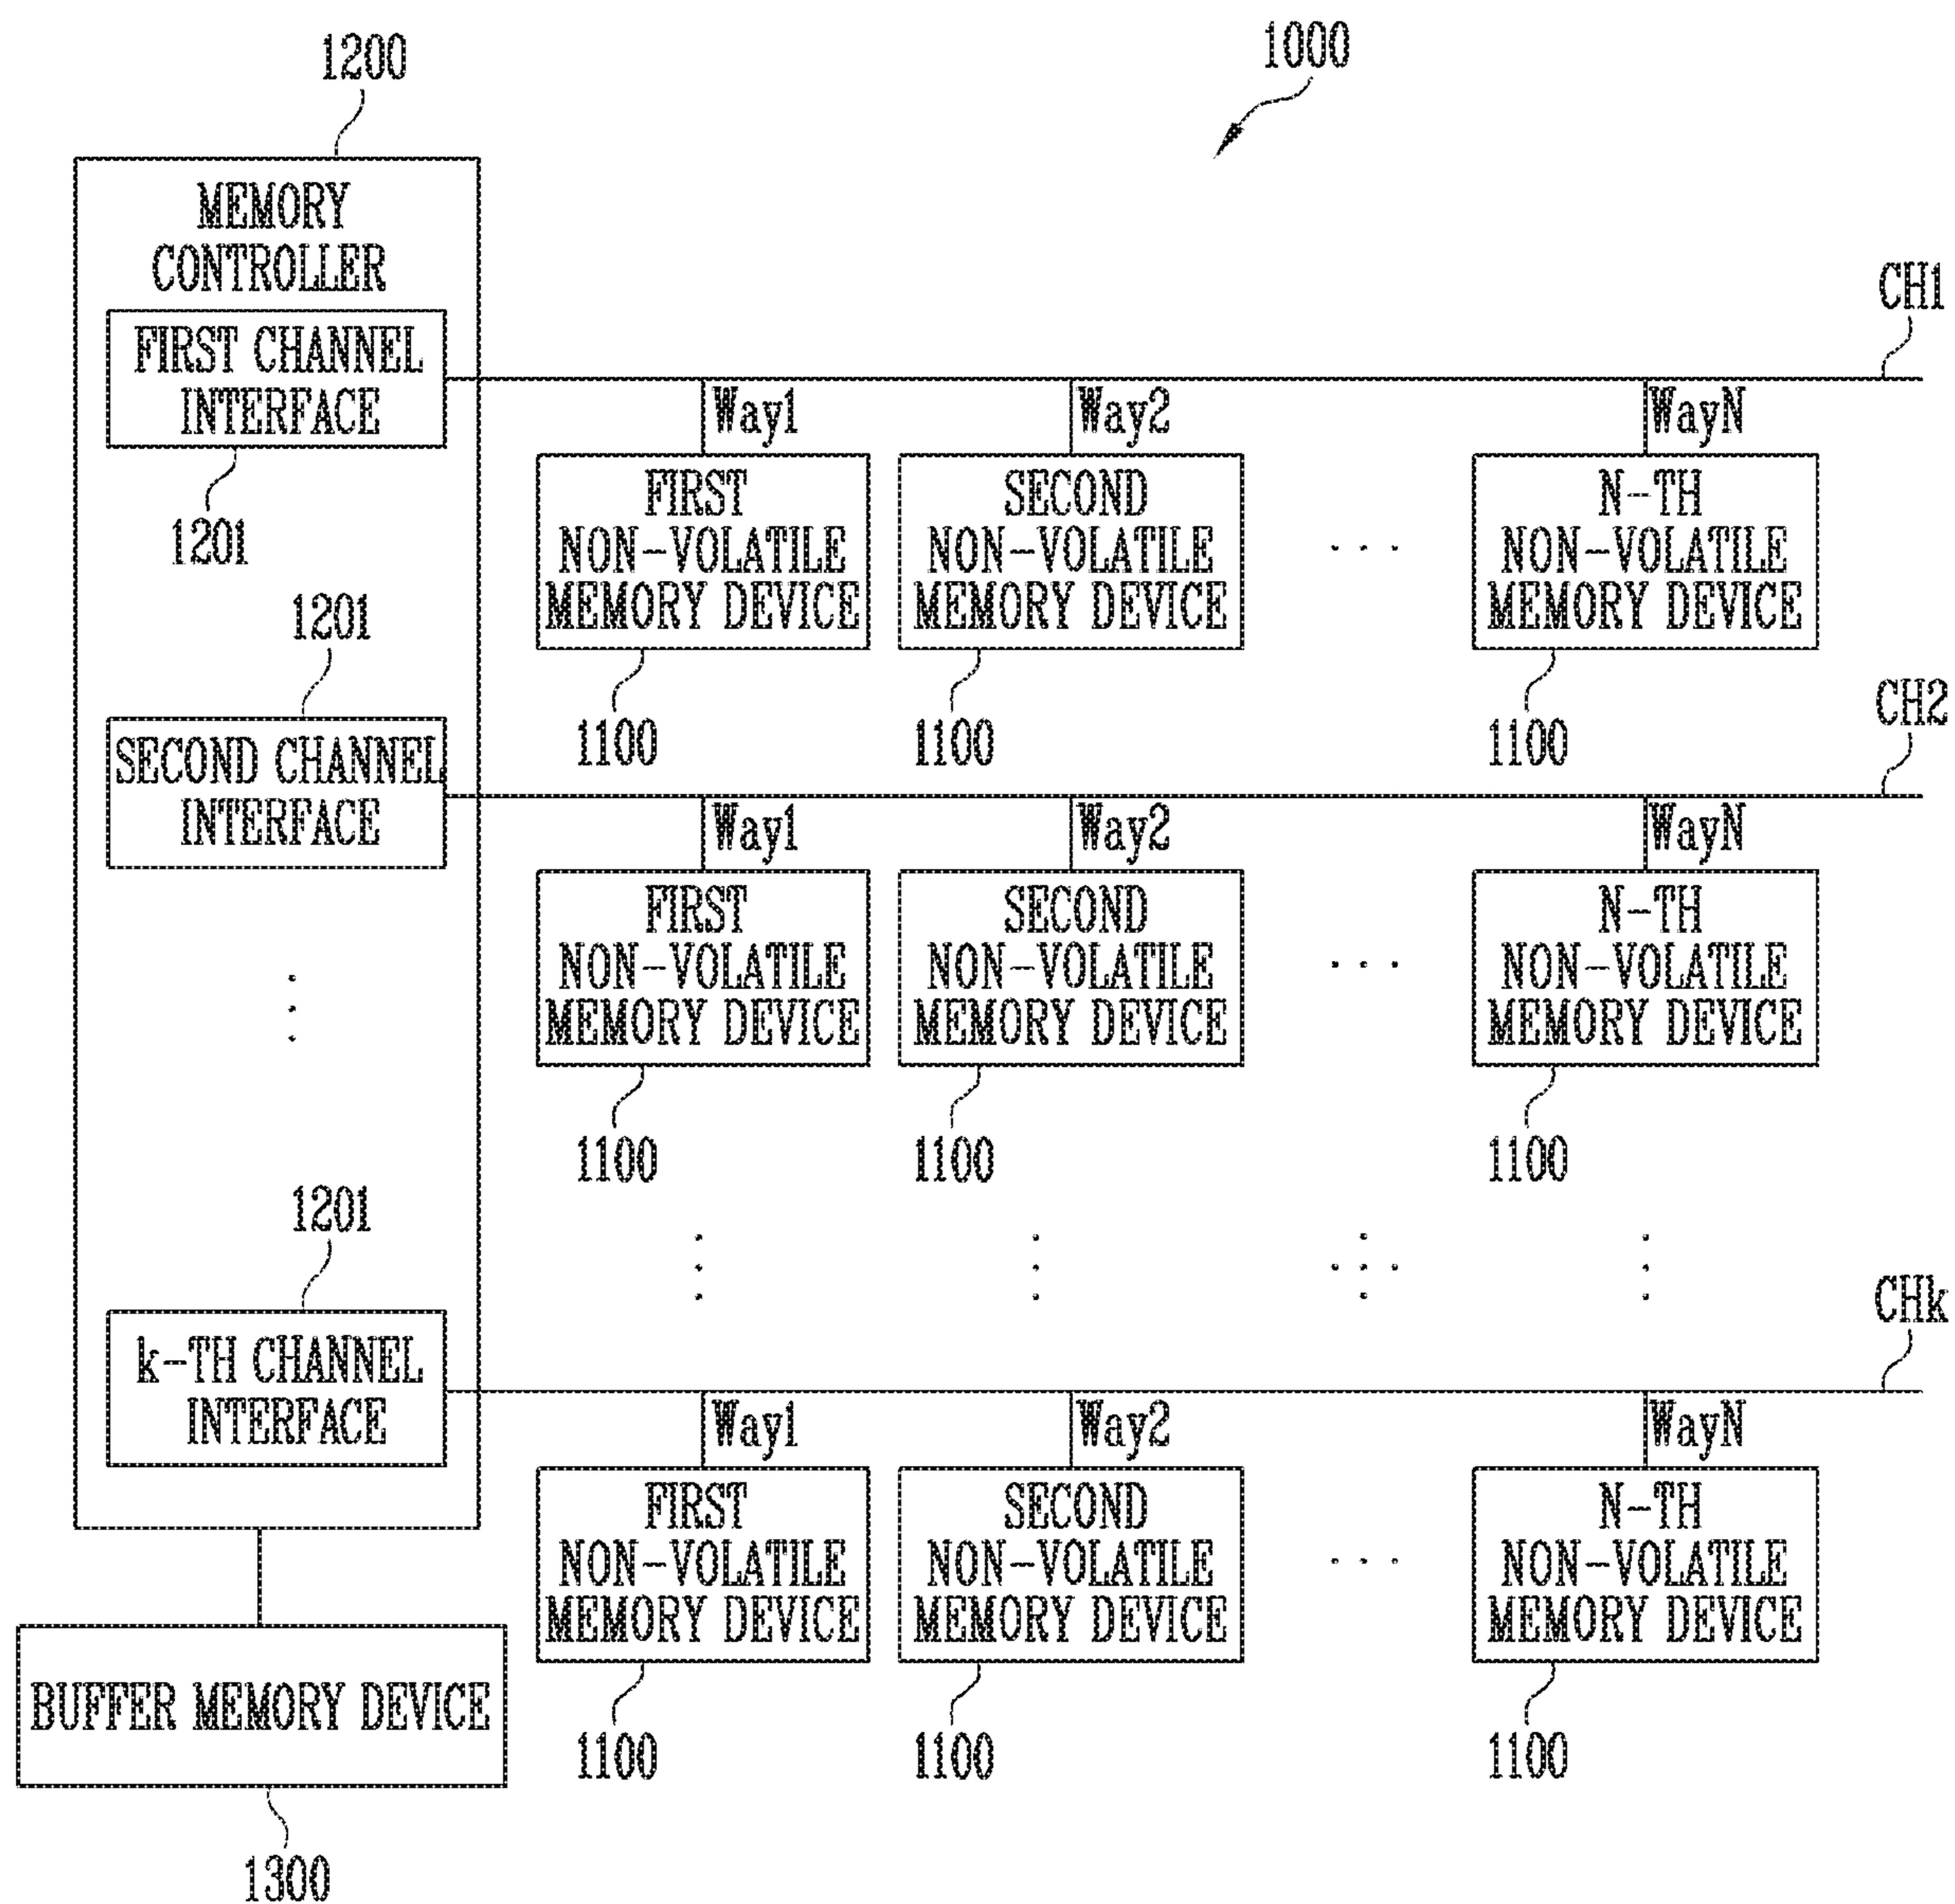 1200
1000
MEMORY
CONTROLLER
CH1
FIRST CHANNEL
INTERFACE
1201
Way1
Way2
WayN
FIRST
NON-VOLATILE
MEMORY DEVICE
SECOND
NON-VOLATILE
MEMORY DEVICE
. . .
N-TH
NON-VOLATILE
MEMORY DEVICE
1100
1100
1100
1201
CH2
SECOND CHANNEL
INTERFACE
Way1
Way2
WayN
FIRST
NON-VOLATILE
MEMORY DEVICE
SECOND
NON-VOLATILE
MEMORY DEVICE
. . .
N-TH
NON-VOLATILE
MEMORY DEVICE
1100
1100
1100
1201
CHk
k-TH CHANNEL
INTERFACE
Way1
Way2
WayN
FIRST
NON-VOLATILE
MEMORY DEVICE
SECOND
NON-VOLATILE
MEMORY DEVICE
. . .
N-TH
NON-VOLATILE
MEMORY DEVICE
1100
1100
1100
BUFFER MEMORY DEVICE
1300